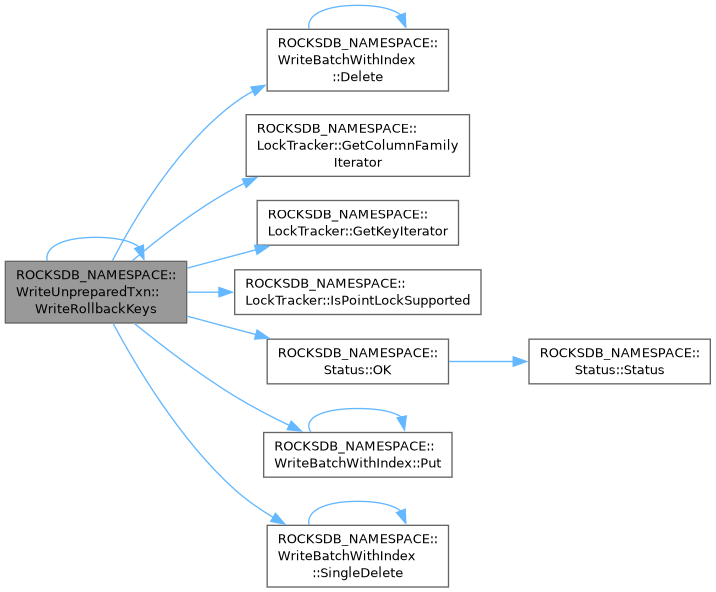 ROCKSDB_NAMESPACE::
WriteBatchWithIndex
::Delete
ROCKSDB_NAMESPACE::
LockTracker::GetColumnFamily
Iterator
ROCKSDB_NAMESPACE::
LockTracker::GetKeyIterator
ROCKSDB_NAMESPACE::
WriteUnpreparedTxn::
WriteRollbackKeys
ROCKSDB_NAMESPACE::
LockTracker::IsPointLockSupported
ROCKSDB_NAMESPACE::
Status::OK
ROCKSDB_NAMESPACE::
Status::Status
ROCKSDB_NAMESPACE::
WriteBatchWithIndex::Put
ROCKSDB_NAMESPACE::
WriteBatchWithIndex
::SingleDelete